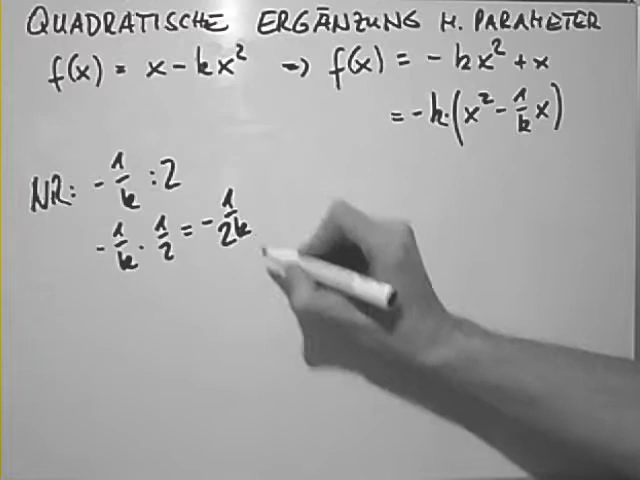 QUADRATISCHE ERGÄNZUNG M. PARAMETER
f(x) = x - kx² → f(x) = - kx² + x
= - k·(x² - 1/k x)
NR: - 1/k : 2
- 1/k · 1/2 = - 1/2k